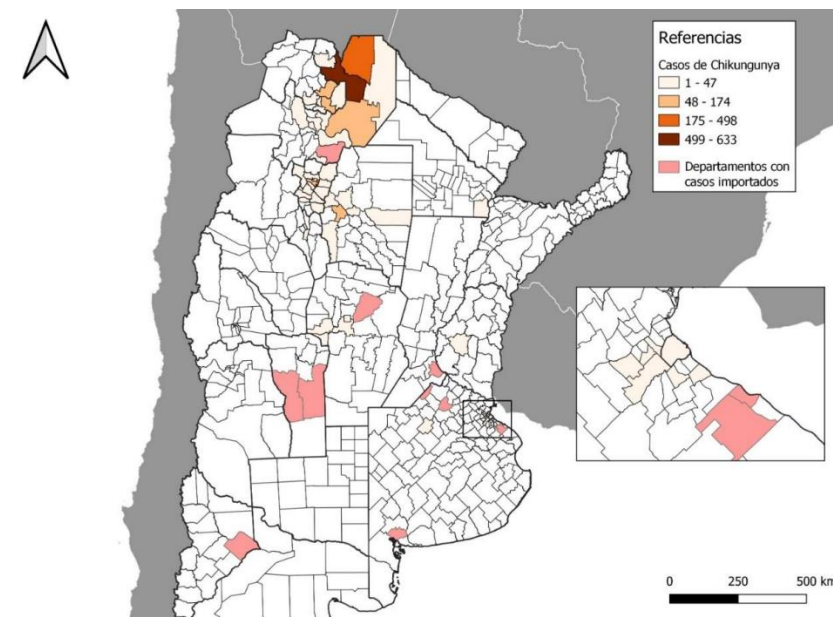 Referencias
Casos de Chikungunya
1 - 47
48 - 174
175 - 498
499 - 633
Departamentos con
casos importados
0 250 500 km